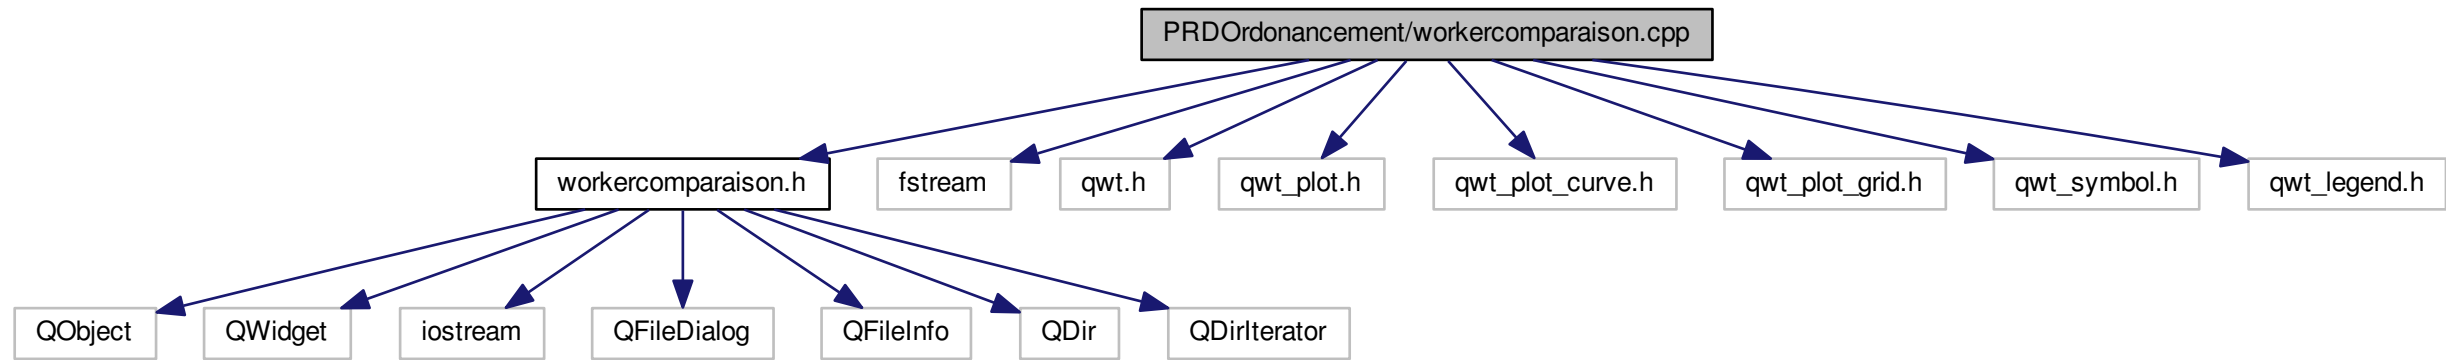 PRDOrdonancement/workercomparaison.cpp
workercomparaison.h
fstream
qwt.h
qwt_plot.h
qwt_plot_curve.h
qwt_plot_grid.h
qwt_symbol.h
qwt_legend.h
QObject
QWidget
iostream
QFileDialog
QFileInfo
QDir
QDirIterator